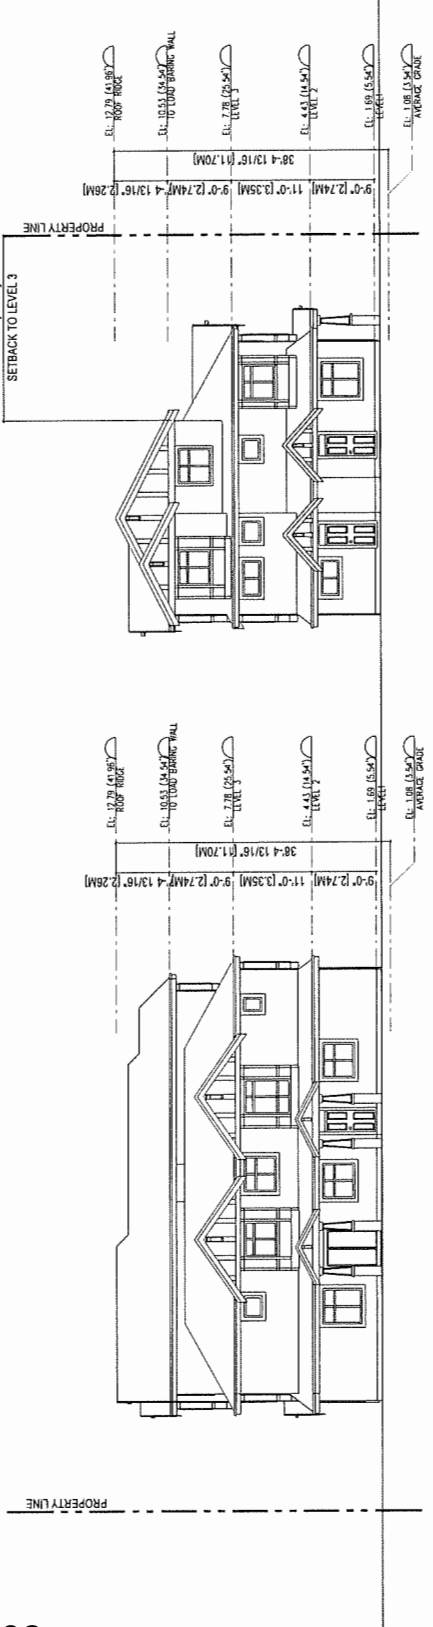 SETBACK TO LEVEL 3
PROPERTY LINE
EL: 12.79 (41.96')
ROOF RIDGE
EL: 10.53 (34.54')
TO LOAD BARING WALL
EL: 7.78 (25.54')
LEVEL 3
EL: 4.43 (14.54')
LEVEL 2
EL: 1.69 (5.54')
LEVEL1
EL: 1.08 (3.54')
AVERAGE GRADE
38'-4 13/16" [11.70M]
9'-0" [2.74M]
11'-0" [3.35M]
9'-0" [2.74M]
-4 13/16" [2.26M]
EL: 12.79 (41.96')
ROOF RIDGE
EL: 10.53 (34.54')
TO LOAD BARING WALL
EL: 7.78 (25.54')
LEVEL 3
EL: 4.43 (14.54')
LEVEL 2
EL: 1.69 (5.54')
LEVEL1
EL: 1.08 (3.54')
AVERAGE GRADE
38'-4 13/16" [11.70M]
9'-0" [2.74M]
11'-0" [3.35M]
9'-0" [2.74M]
-4 13/16" [2.26M]
PROPERTY LINE